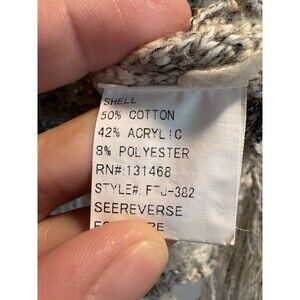 SHELL
50% COTTON
42% ACRYLIC
8% POLYESTER
RN# 131468
STYLE# FTJ-382
SEEREVERSE